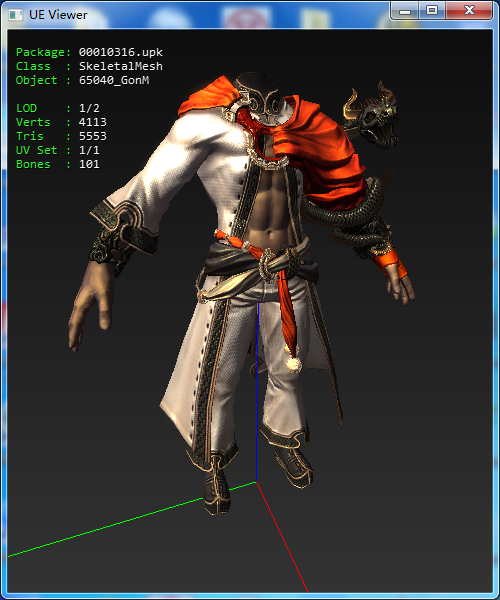 UE Viewer
Package: 00010316.upk
Class : SkeletalMesh
Object : 65040_GonM
LOD : 1/2
Verts : 4113
Tris : 5553
UV Set : 1/1
Bones : 101